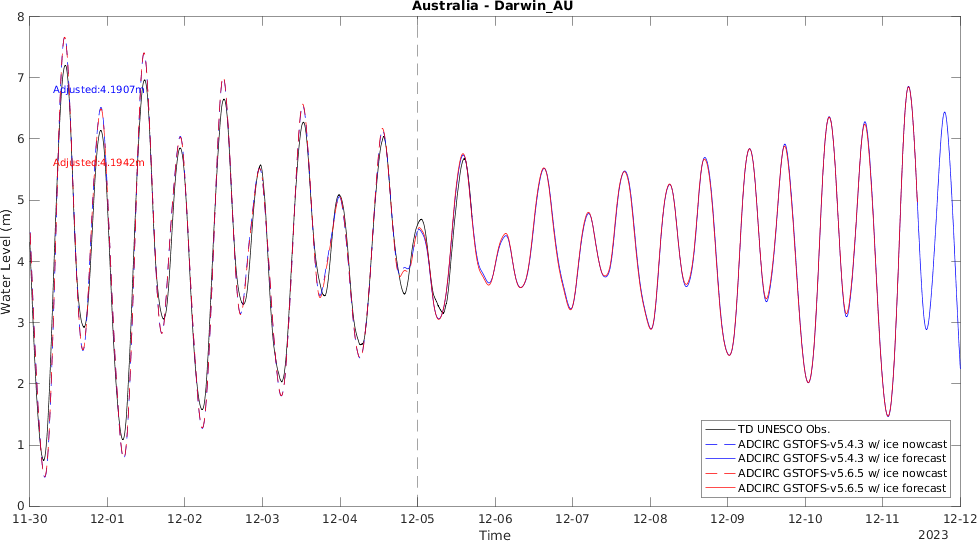 Australia - Darwin_AU
8
7
Adjusted:4.1907m
6
Adjusted:4.1942m
5
4
3
2
1
0
Water Level (m)
TD UNESCO Obs.
ADCIRC GSTOFS-v5.4.3 w/ ice nowcast
ADCIRC GSTOFS-v5.4.3 w/ ice forecast
ADCIRC GSTOFS-v5.6.5 w/ ice nowcast
ADCIRC GSTOFS-v5.6.5 w/ ice forecast
11-30 12-01 12-02 12-03 12-04 12-05 12-06 12-07 12-08 12-09 12-10 12-11 12-12
Time
2023